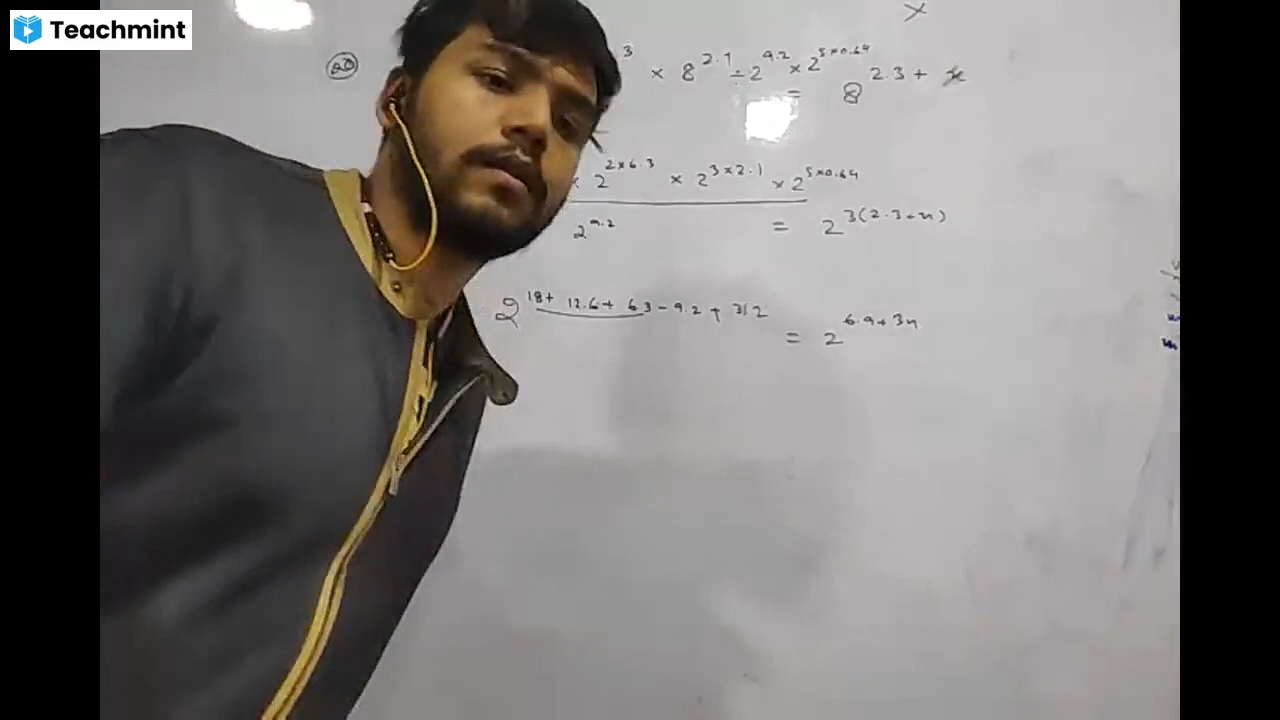 Teachmint
x
20 3 × 8^2.1 ÷ 2^9.2 × 2^5×0.64 = 8^2.3 + x
× 2^2×6.3 × 2^3×2.1 × 2^5×0.64
2^9.2 = 2^3(2.3+x)
2^18+ 12.6+ 6.3-9.2 + 3.2 = 2^6.9+3x